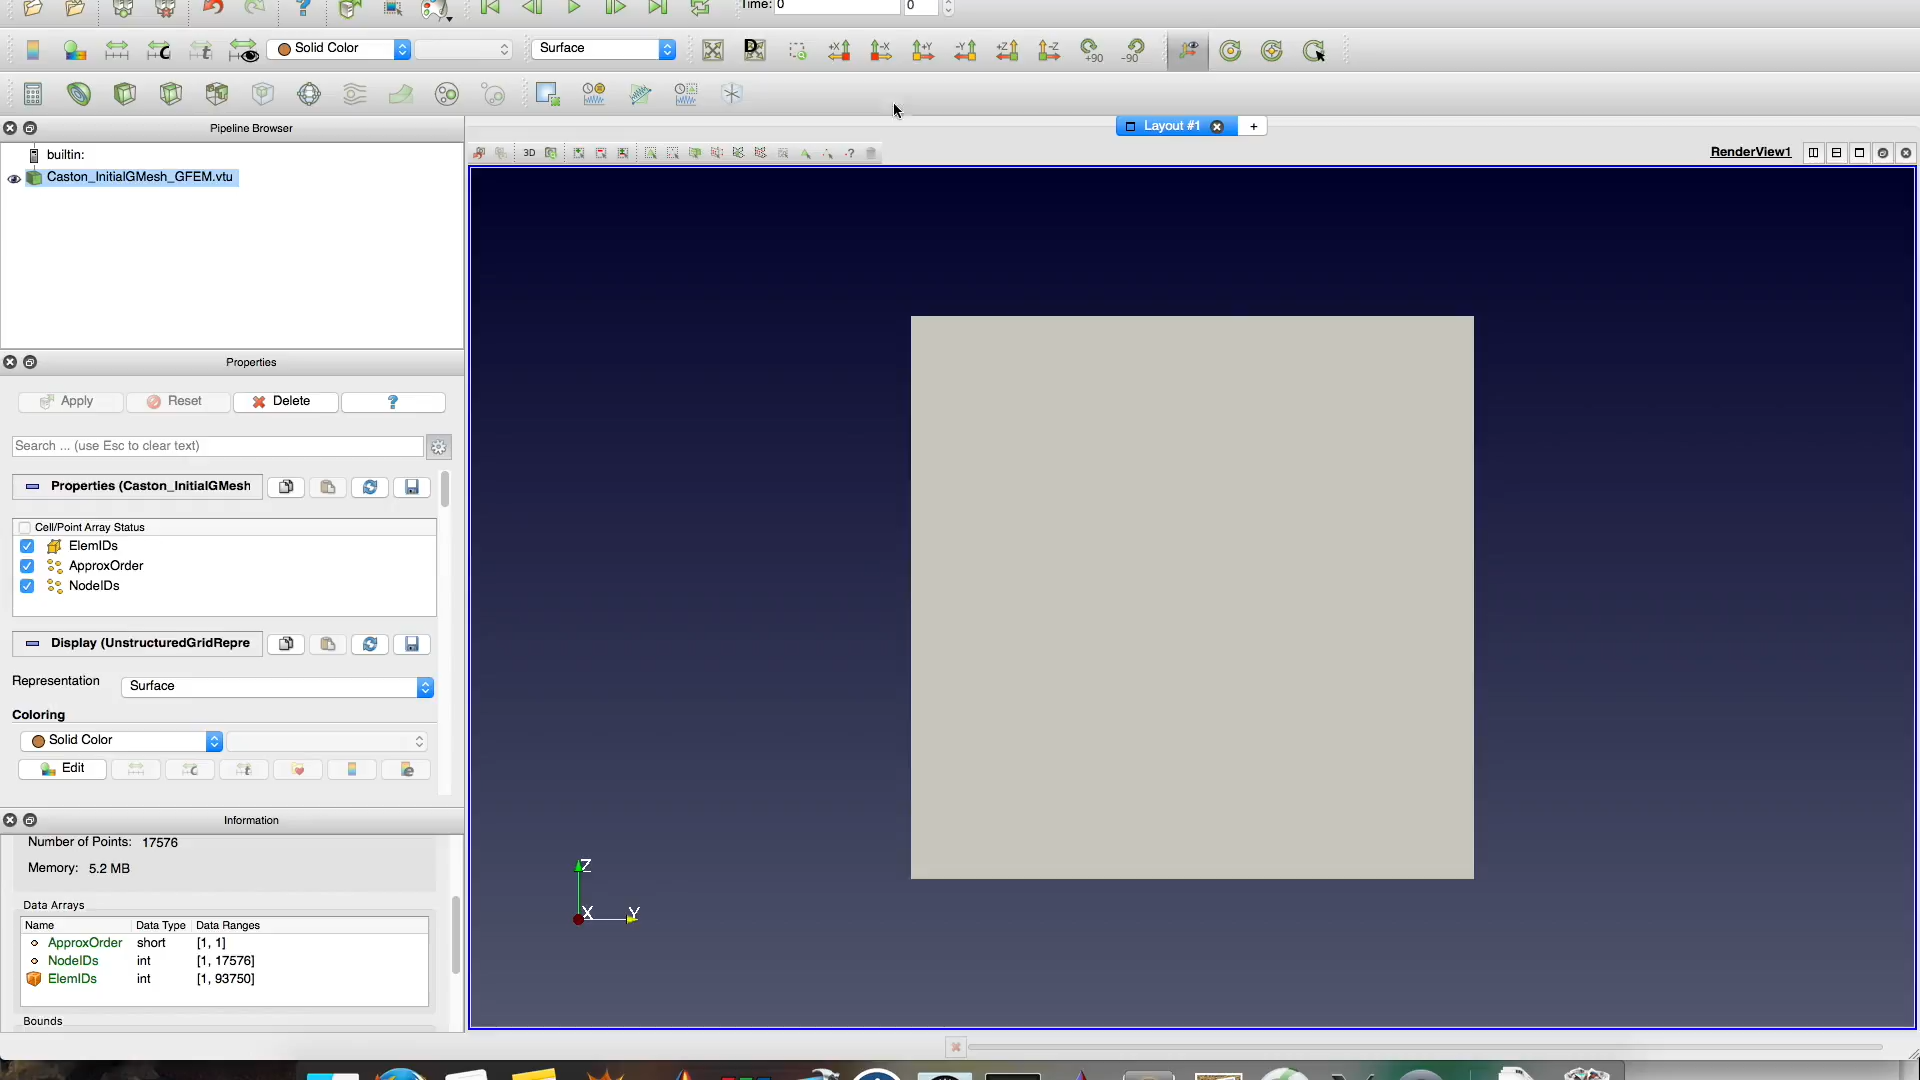 Time: 0
0
Solid Color
Surface
D
+X
-X
+Y
-Y
+Z
-Z
+90
-90
Pipeline Browser
Layout #1
+
builtin:
3D
?
RenderView1
Caston_InitialGMesh_GFEM.vtu
Properties
Apply
Reset
Delete
?
Search ... (use Esc to clear text)
Properties (Caston_InitialGMesh
Cell/Point Array Status
ElemIDs
ApproxOrder
NodeIDs
Display (UnstructuredGridRepre
Representation
Surface
Coloring
Solid Color
Edit
Information
Number of Points: 17576
Memory: 5.2 MB
Data Arrays
Name Data Type Data Ranges
ApproxOrder short [1, 1]
NodeIDs int [1, 17576]
ElemIDs int [1, 93750]
Bounds
Z
X
Y